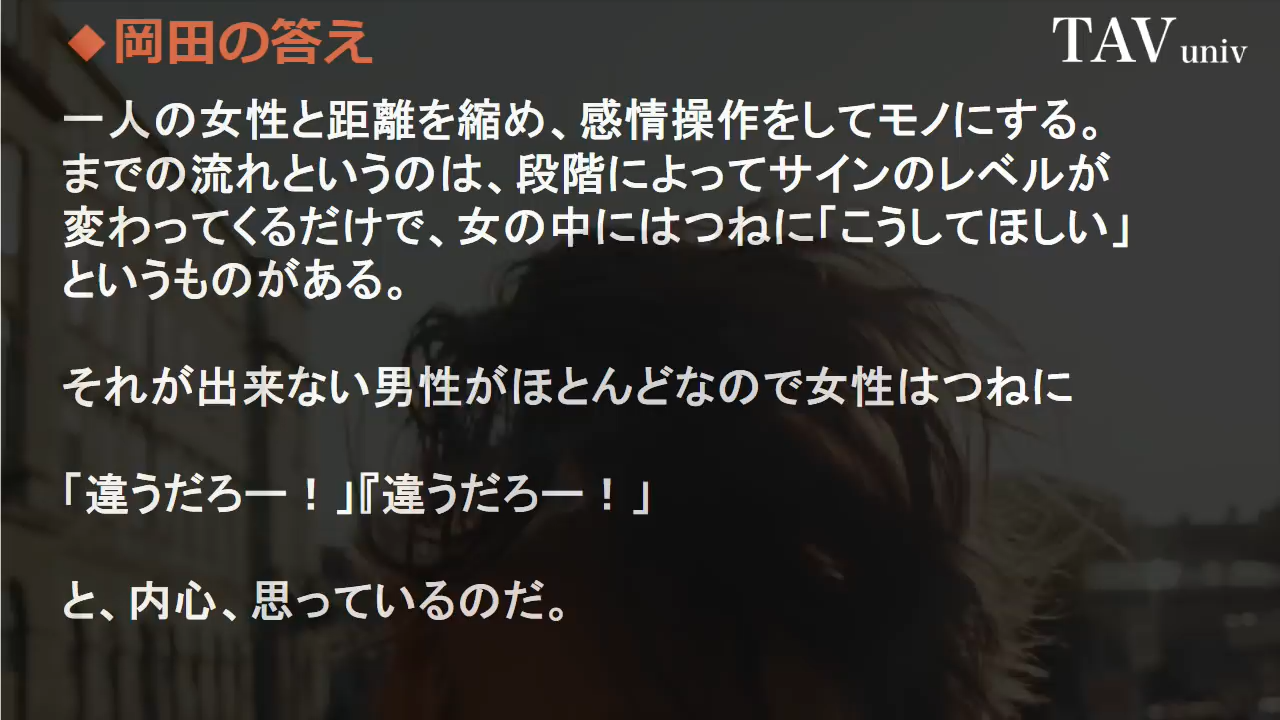 ◆岡田の答え
TAV univ
一人の女性と距離を縮め、感情操作をしてモノにする。
までの流れというのは、段階によってサインのレベルが
変わってくるだけで、女の中にはつねに「こうしてほしい」
というものがある。
それが出来ない男性がほとんどなので女性はつねに
「違うだろー！」『違うだろー！」
と、内心、思っているのだ。